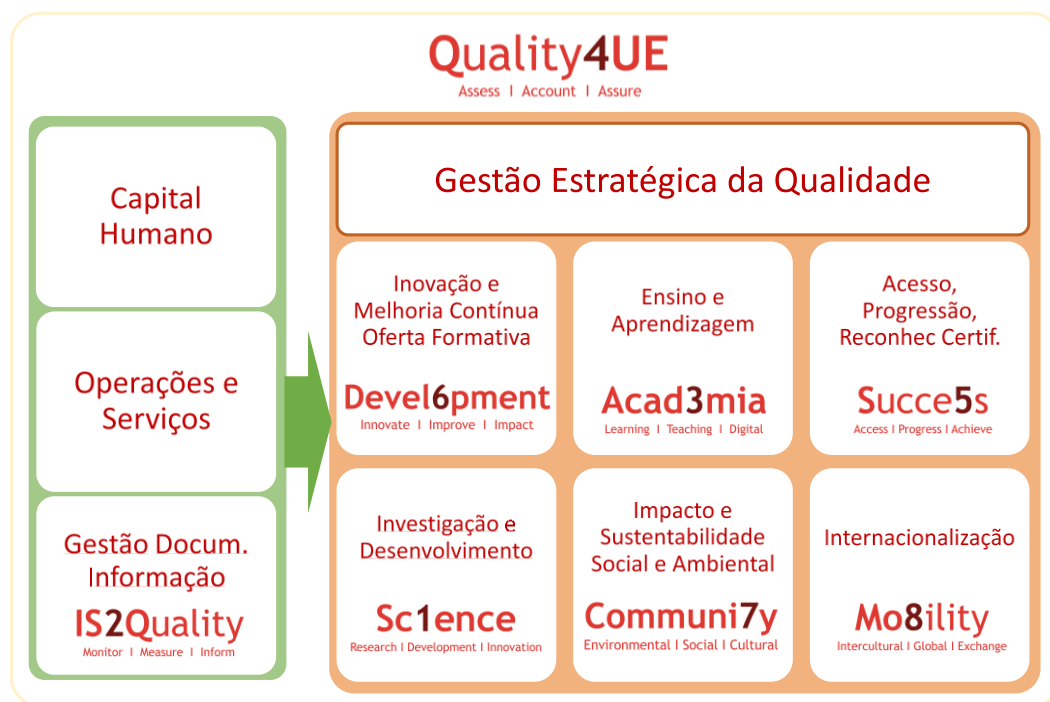 Quality4UE
Assess I Account I Assure
Capital
Humano
Operações e
Serviços
Gestão Docum.
Informação
IS2Quality
Monitor I Measure I Inform
Gestão Estratégica da Qualidade
Inovação e
Melhoria Contínua
Oferta Formativa
Devel6pment
Innovate I Improve I Impact
Ensino e
Aprendizagem
Acad3mia
Learning I Teaching I Digital
Acesso,
Progressão,
Reconhec Certif.
Succe5s
Access I Progress I Achieve
Investigação e
Desenvolvimento
Sc1ence
Research I Development I Innovation
Impacto e
Sustentabilidade
Social e Ambiental
Communi7y
Environmental I Social I Cultural
Internacionalização
Mo8ility
Intercultural I Global I Exchange